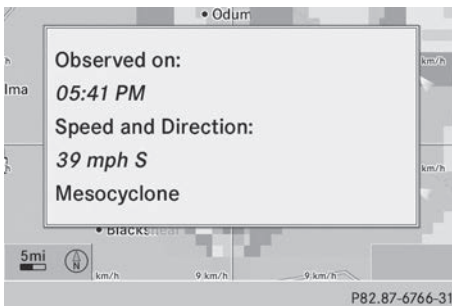 Odum
km/h
lma
Observed on:
05:41 PM
Speed and Direction:
39 mph S
Mesocyclone
km/h
5mi
N
km/h
9 km/h
9 km/h
P82.87-6766-31